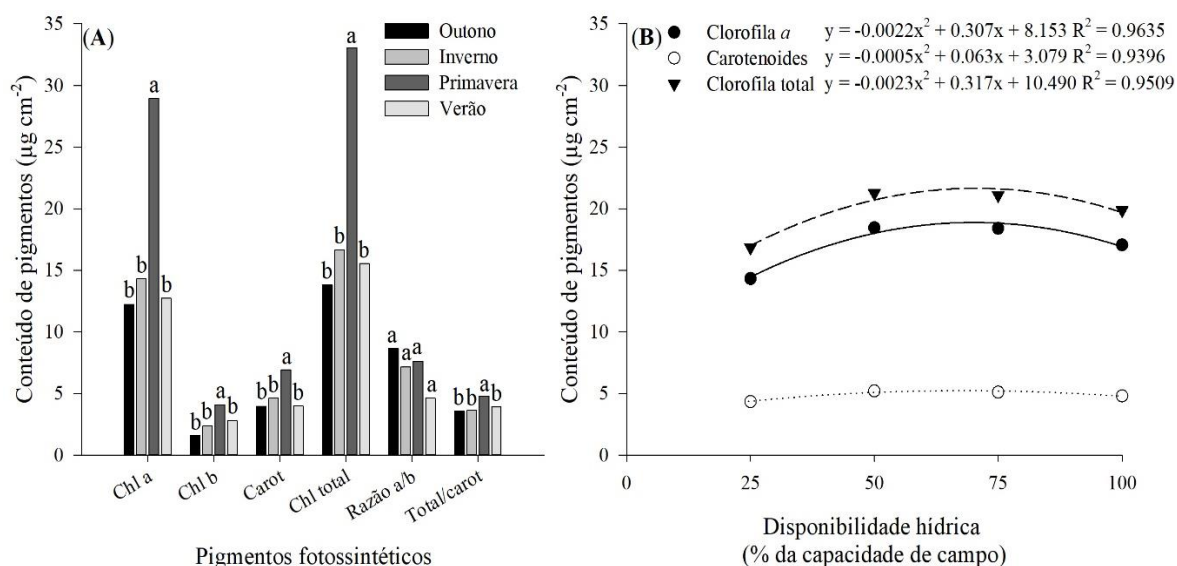 (A)
Outono
Inverno
Primavera
Verão
Conteúdo de pigmentos (µg cm⁻²)
35
30
25
20
15
10
5
0
b b a b
b b a b
b b a b
b b a b
a a a a
b b a b
Chl a
Chl b
Carot
Chl total
Razão a/b
Total/carot
Pigmentos fotossintéticos
(B)
Clorofila a y = -0.0022x² + 0.307x + 8.153 R² = 0.9635
Carotenoides y = -0.0005x² + 0.063x + 3.079 R² = 0.9396
Clorofila total y = -0.0023x² + 0.317x + 10.490 R² = 0.9509
Conteúdo de pigmentos (µg cm⁻²)
35
30
25
20
15
10
5
0
0 25 50 75 100
Disponibilidade hídrica
(% da capacidade de campo)